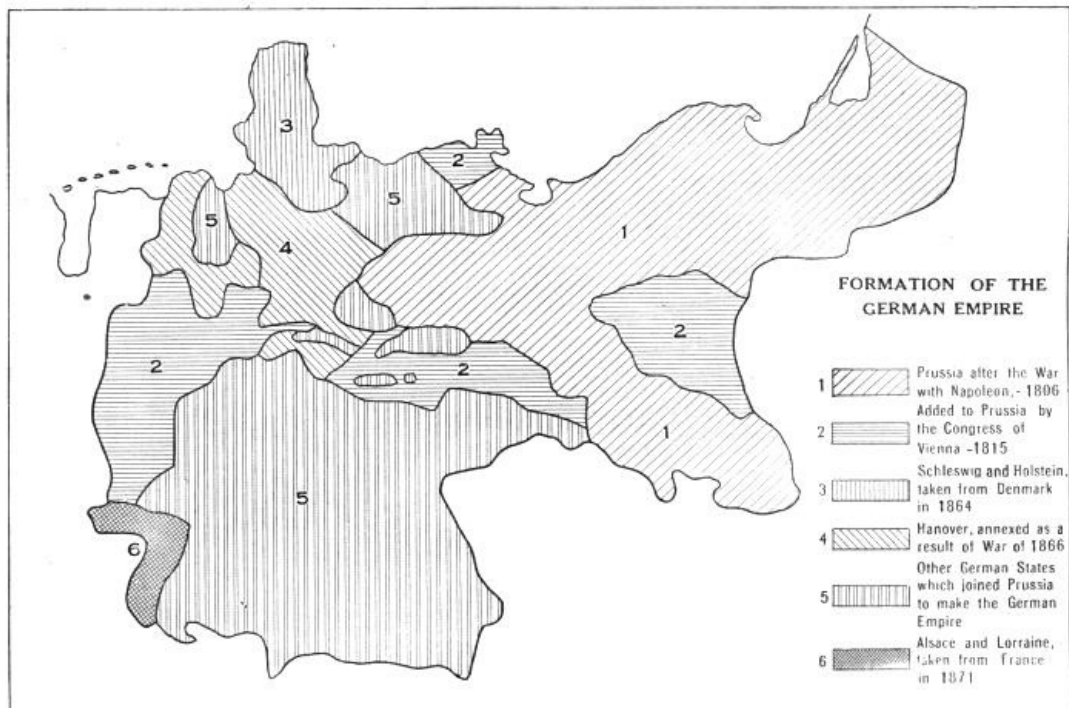 3
2
5
5
1
4
2
2
2
1
5
6
FORMATION OF THE
GERMAN EMPIRE
1 Prussia after the War
with Napoleon,- 1806
2 Added to Prussia by
the Congress of
Vienna -1815
3 Schleswig and Holstein,
taken from Denmark
in 1864
4 Hanover, annexed as a
result of War of 1866
5 Other German States
which joined Prussia
to make the German
Empire
6 Alsace and Lorraine,
taken from France
in 1871